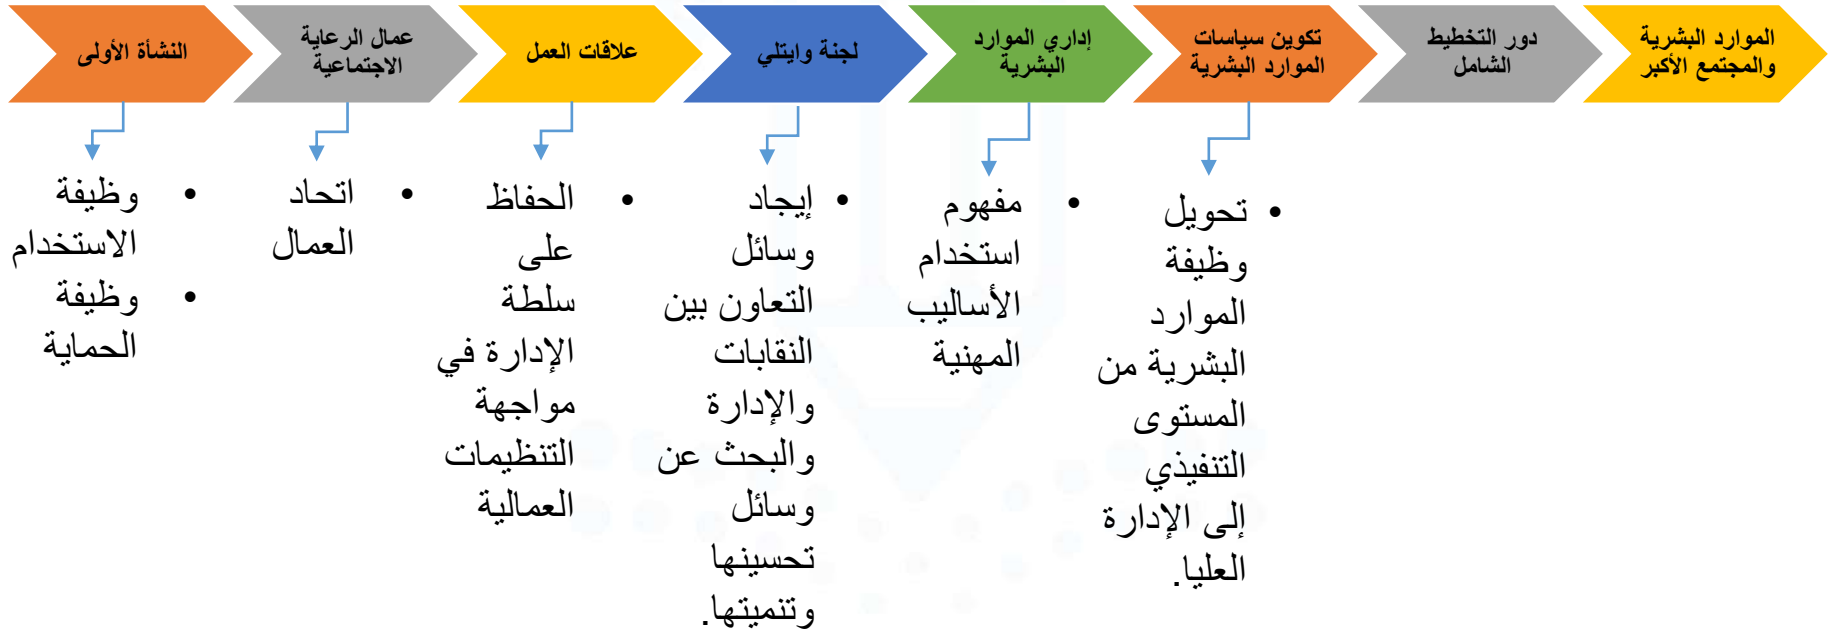 النشأة الأولى
عمال الرعاية
الاجتماعية
علاقات العمل
لجنة وايتلي
إداري الموارد
البشرية
تكوين سياسات
الموارد البشرية
دور التخطيط
الشامل
الموارد البشرية
والمجتمع الأكبر
• وظيفة
الاستخدام
• وظيفة
الحماية
• اتحاد
العمال
• الحفاظ
على
سلطة
الإدارة في
مواجهة
التنظيمات
العمالية
• إيجاد
وسائل
التعاون بين
النقابات
والإدارة
والبحث عن
وسائل
تحسينها
وتنميتها.
• مفهوم
استخدام
الأساليب
المهنية
• تحويل
وظيفة
الموارد
البشرية من
المستوى
التنفيذي
إلى الإدارة
العليا.